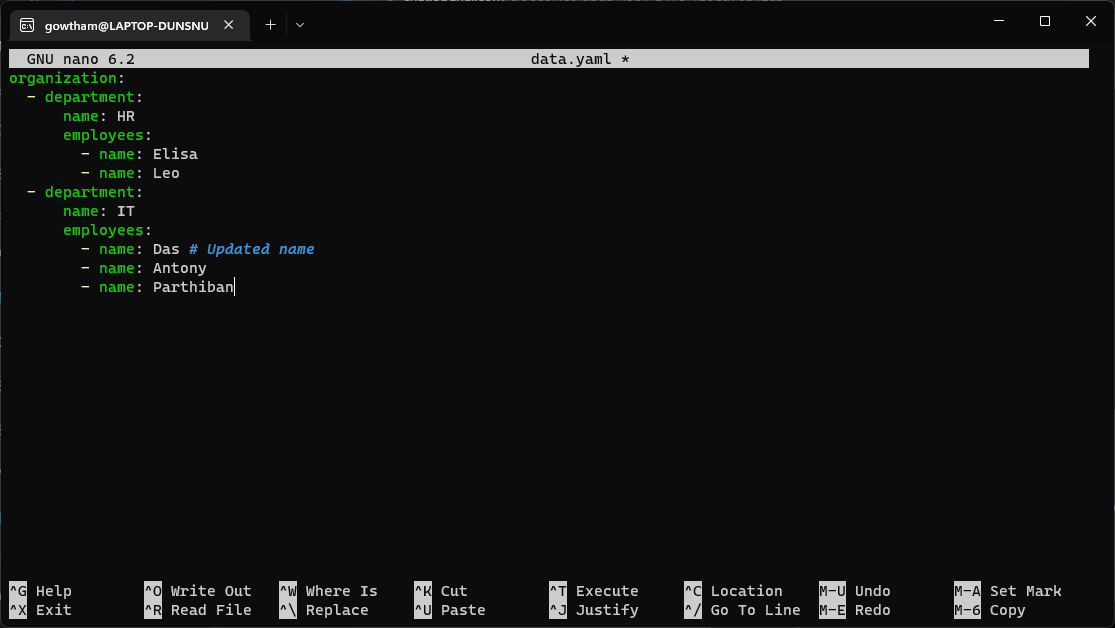 gowtham@LAPTOP-DUNSNU
GNU nano 6.2 data.yaml *
organization:
  - department:
      name: HR
      employees:
        - name: Elisa
        - name: Leo
  - department:
      name: IT
      employees:
        - name: Das # Updated name
        - name: Antony
        - name: Parthiban
^G Help ^O Write Out ^W Where Is ^K Cut ^T Execute ^C Location M-U Undo M-A Set Mark
^X Exit ^R Read File ^\ Replace ^U Paste ^J Justify ^/ Go To Line M-E Redo M-6 Copy